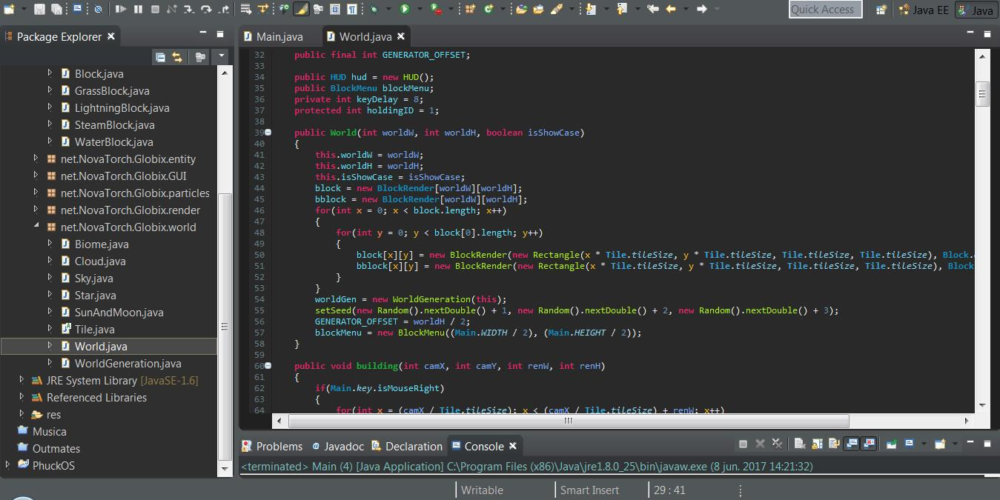 Quick Access
Java EE
Java
Package Explorer
Block.java
GrassBlock.java
LightningBlock.java
SteamBlock.java
WaterBlock.java
net.NovaTorch.Globix.entity
net.NovaTorch.Globix.GUI
net.NovaTorch.Globix.particles
net.NovaTorch.Globix.render
net.NovaTorch.Globix.world
Biome.java
Cloud.java
Sky.java
Star.java
SunAndMoon.java
Tile.java
World.java
WorldGeneration.java
JRE System Library [JavaSE-1.6]
Referenced Libraries
res
Musica
Outmates
PhuckOS
Main.java
World.java
32 public final int GENERATOR_OFFSET;
33
34 public HUD hud = new HUD();
35 public BlockMenu blockMenu;
36 private int keyDelay = 8;
37 protected int holdingID = 1;
38
39 public World(int worldW, int worldH, boolean isShowCase)
40 {
41 this.worldW = worldW;
42 this.worldH = worldH;
43 this.isShowCase = isShowCase;
44 block = new BlockRender[worldW][worldH];
45 bblock = new BlockRender[worldW][worldH];
46 for(int x = 0; x < block.length; x++)
47 {
48 for(int y = 0; y < block[0].length; y++)
49 {
50 block[x][y] = new BlockRender(new Rectangle(x * Tile.tileSize, y * Tile.tileSize, Tile.tileSize, Tile.tileSize), Block.
51 bblock[x][y] = new BlockRender(new Rectangle(x * Tile.tileSize, y * Tile.tileSize, Tile.tileSize, Tile.tileSize), Block
52 }
53 }
54 worldGen = new WorldGeneration(this);
55 setSeed(new Random().nextDouble() + 1, new Random().nextDouble() + 2, new Random().nextDouble() + 3);
56 GENERATOR_OFFSET = worldH / 2;
57 blockMenu = new BlockMenu((Main.WIDTH / 2), (Main.HEIGHT / 2));
58 }
59
60 public void building(int camX, int camY, int renW, int renH)
61 {
62 if(Main.key.isMouseRight)
63 {
64 for(int x = (camX / Tile.tileSize); x < (camX / Tile.tileSize) + renW; x++)
Problems
Javadoc
Declaration
Console
<terminated> Main (4) [Java Application] C:\Program Files (x86)\Java\jre1.8.0_25\bin\javaw.exe (8 jun. 2017 14:21:32)
Writable
Smart Insert
29 : 41